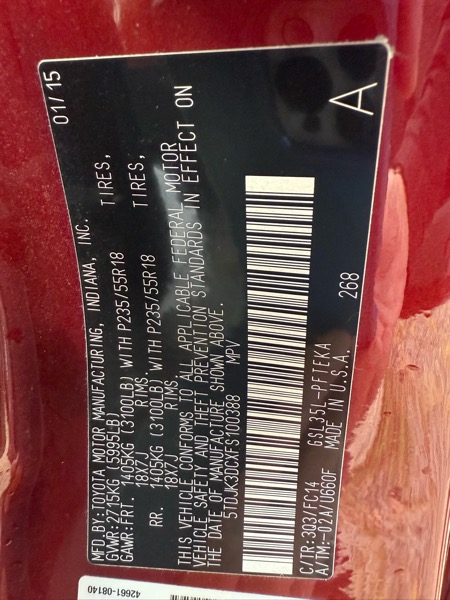 MFD.BY:TOYOTA MOTOR MANUFACTURING, INDIANA, INC. 01/15
GVWR:2715KG (5995LB)
GAWR:FRT. 1405KG (3100LB) WITH P235/55R18 TIRES,
18X7J RIMS
RR. 1405KG (3100LB) WITH P235/55R18 TIRES,
18X7J RIMS
THIS VEHICLE CONFORMS TO ALL APPLICABLE FEDERAL MOTOR
VEHICLE SAFETY AND THEFT PREVENTION STANDARDS IN EFFECT ON
THE DATE OF MANUFACTURE SHOWN ABOVE.
5TDJK3DCXFS100388 MPV
268
C/TR:3Q3/FC14 GSL35L-PFTEKA A
A/TM:-02A/U660F MADE IN U.S.A.
42661-08140